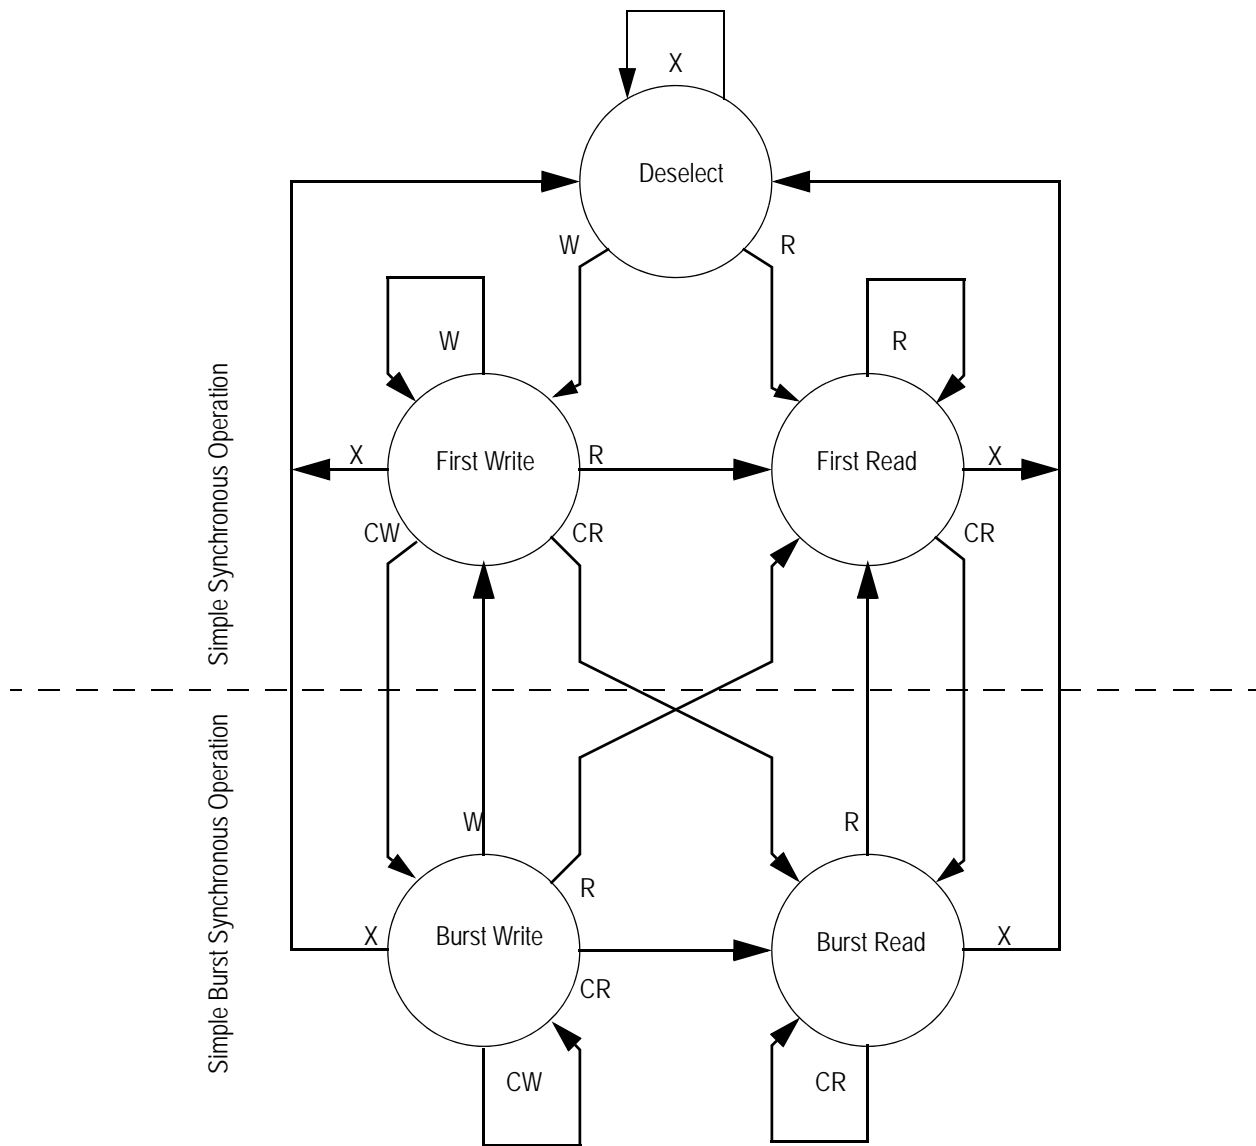 X
Deselect
W
R
W
R
Simple Synchronous Operation
X
First Write
R
First Read
X
CW
CR
CR
Simple Burst Synchronous Operation
W
R
R
X
Burst Write
Burst Read
X
CR
CW
CR